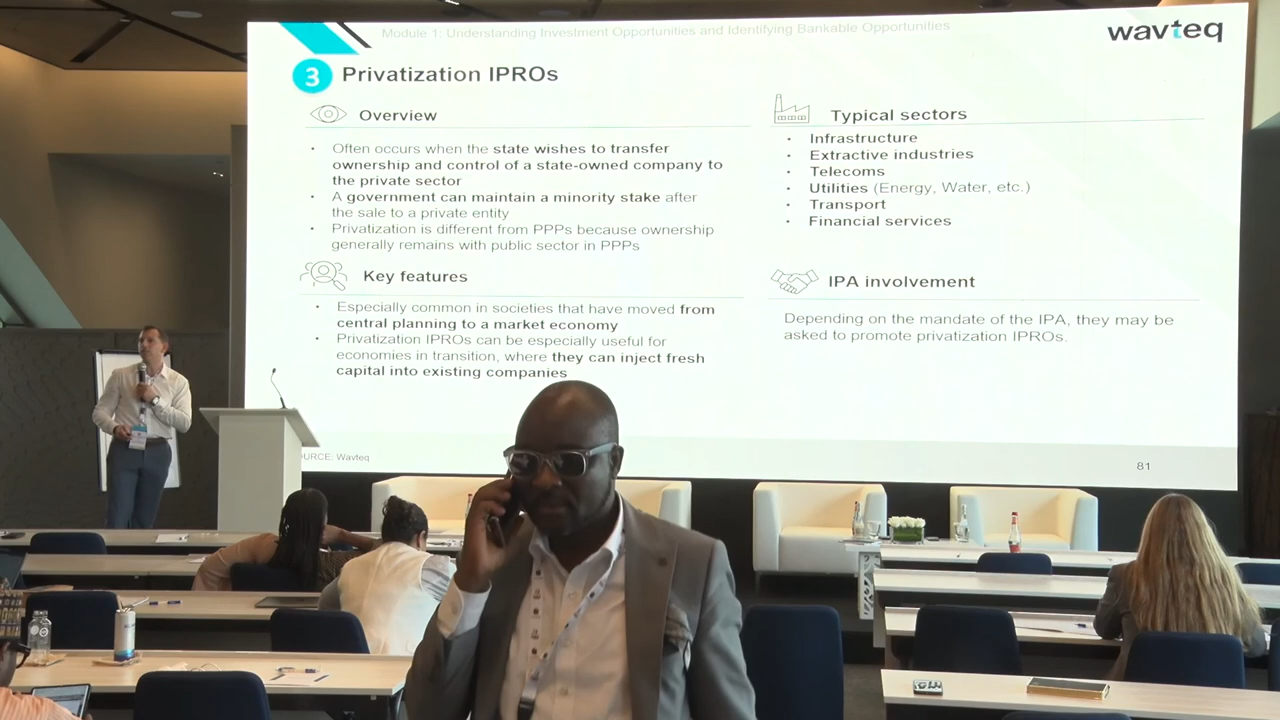 Module 1: Understanding Investment Opportunities and Identifying Bankable Opportunities
wavteq
3 Privatization IPROs
Overview
• Often occurs when the state wishes to transfer
ownership and control of a state-owned company to
the private sector
• A government can maintain a minority stake after
the sale to a private entity
• Privatization is different from PPPs because ownership
generally remains with public sector in PPPs
Key features
• Especially common in societies that have moved from
central planning to a market economy
• Privatization IPROs can be especially useful for
economies in transition, where they can inject fresh
capital into existing companies
Typical sectors
• Infrastructure
• Extractive industries
• Telecoms
• Utilities (Energy, Water, etc.)
• Transport
• Financial services
IPA involvement
Depending on the mandate of the IPA, they may be
asked to promote privatization IPROs.
URCE: Wavteq
81